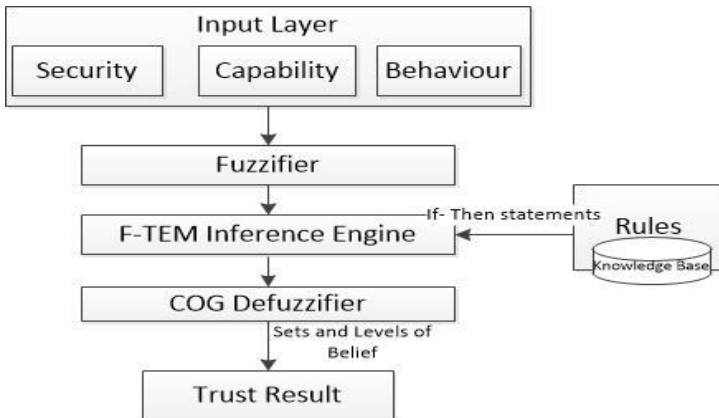 Input Layer
Security
Capability
Behaviour
Fuzzifier
If- Then statements
F-TEM Inference Engine
Rules
Knowledge Base
COG Defuzzifier
Sets and Levels of
Belief
Trust Result